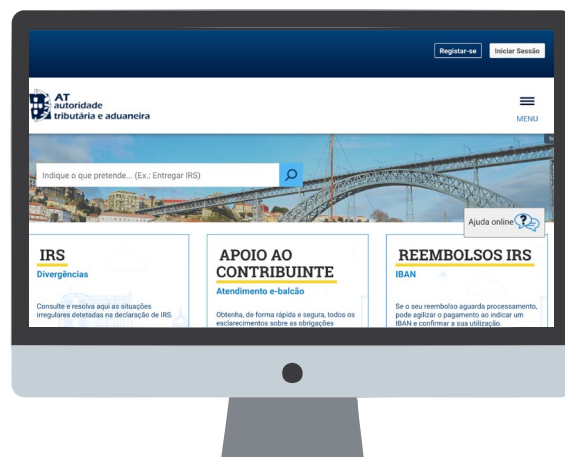 Registar-se
Iniciar Sessão
AT
autoridade
tributária e aduaneira
MENU
Indique o que pretende... (Ex.: Entregar IRS)
Ajuda online
IRS
Divergências
Consulte e resolva aqui as situações
irregulares detetadas na declaração de IRS.
APOIO AO
CONTRIBUINTE
Atendimento e-balcão
Obtenha, de forma rápida e segura, todos os
esclarecimentos sobre as obrigações
REEMBOLSOS IRS
IBAN
Se o seu reembolso aguarda processamento,
pode agilizar o pagamento ao indicar um
IBAN e confirmar a sua utilização.